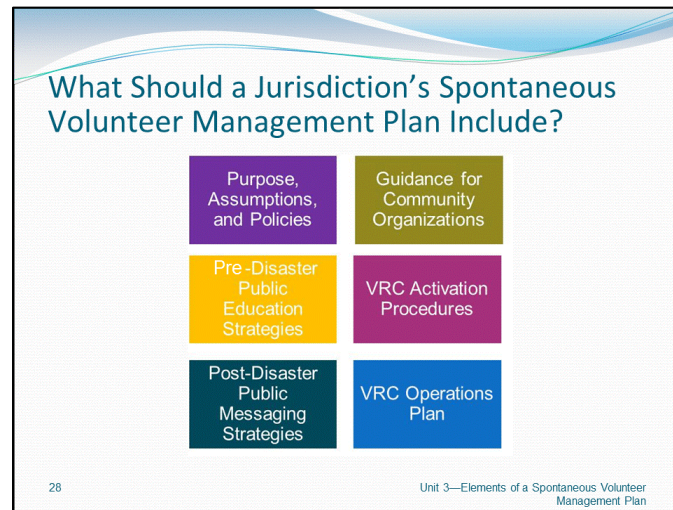 What Should a Jurisdiction’s Spontaneous
Volunteer Management Plan Include?
Purpose,
Assumptions,
and Policies
Guidance for
Community
Organizations
Pre-Disaster
Public
Education
Strategies
VRC Activation
Procedures
Post-Disaster
Public
Messaging
Strategies
VRC Operations
Plan
28
Unit 3—Elements of a Spontaneous Volunteer
Management Plan